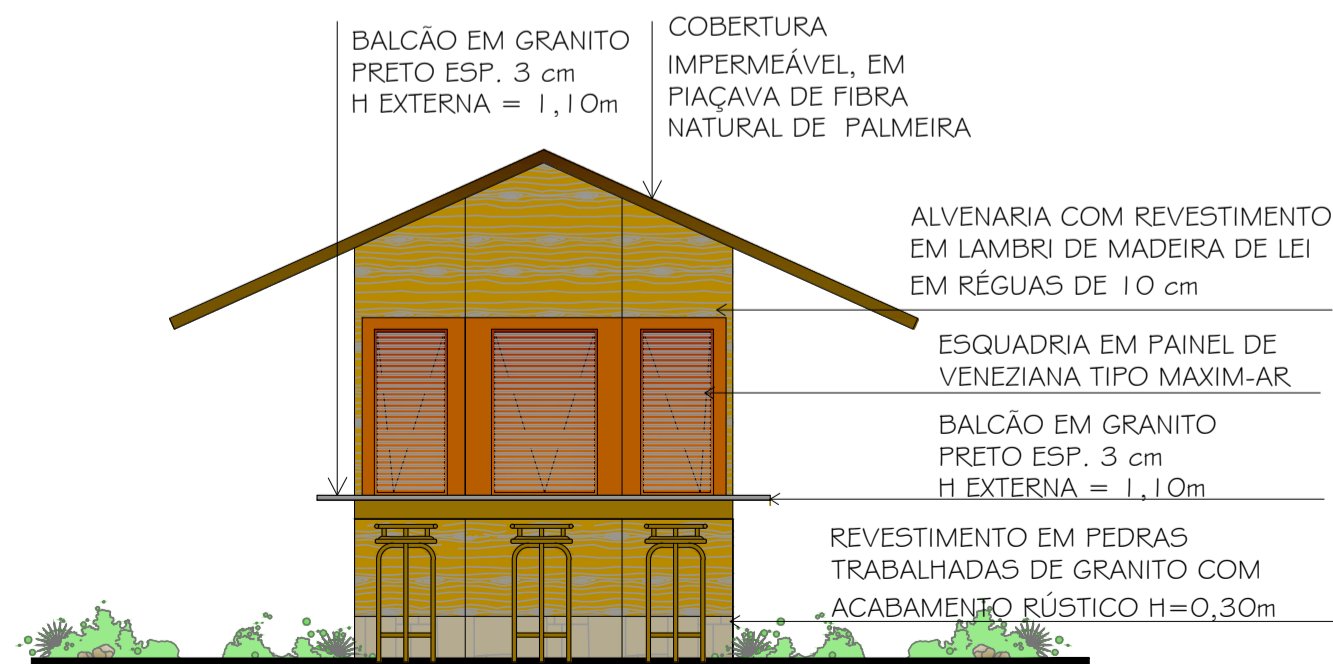 BALCÃO EM GRANITO
PRETO ESP. 3 cm
H EXTERNA = 1,10m
COBERTURA
IMPERMEÁVEL, EM
PIAÇAVA DE FIBRA
NATURAL DE PALMEIRA
ALVENARIA COM REVESTIMENTO
EM LAMBRI DE MADEIRA DE LEI
EM RÉGUAS DE 10 cm
ESQUADRIA EM PAINEL DE
VENEZIANA TIPO MAXIM-AR
BALCÃO EM GRANITO
PRETO ESP. 3 cm
H EXTERNA = 1,10m
REVESTIMENTO EM PEDRAS
TRABALHADAS DE GRANITO COM
ACABAMENTO RÚSTICO H=0,30m